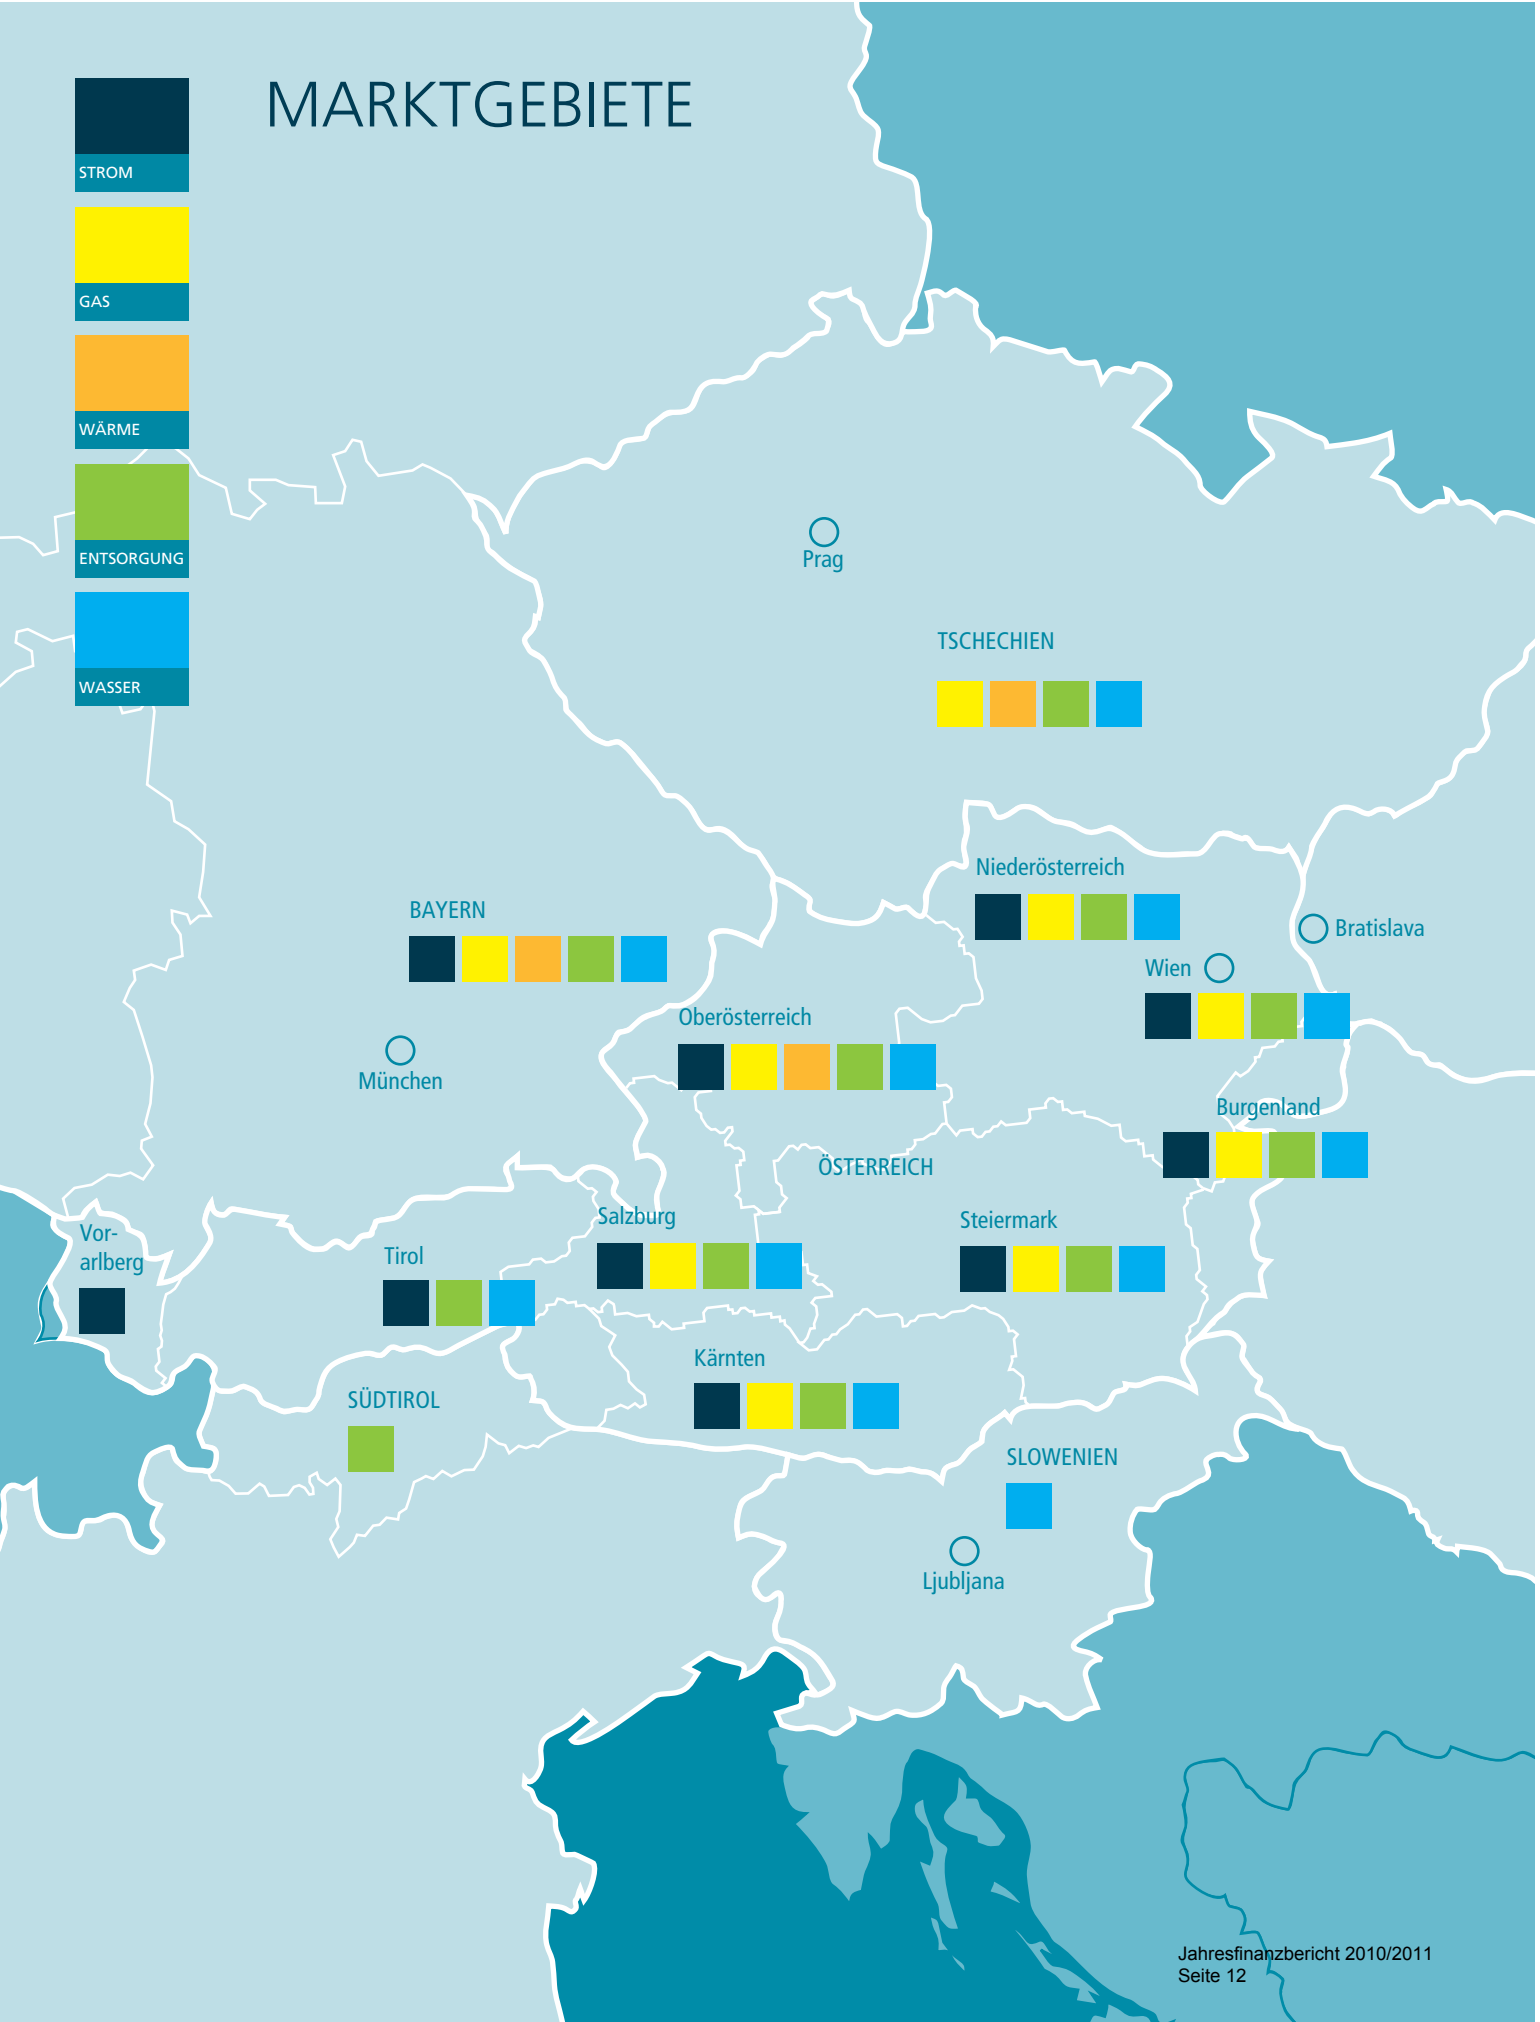 MARKTGEBIETE
STROM
GAS
WÄRME
ENTSORGUNG
WASSER
Prag
TSCHECHIEN
Niederösterreich
BAYERN
Bratislava
Wien
Oberösterreich
München
Burgenland
ÖSTERREICH
Salzburg
Steiermark
Vor-
arlberg
Tirol
Kärnten
SÜDTIROL
SLOWENIEN
Ljubljana
Jahresfinanzbericht 2010/2011
Seite 12